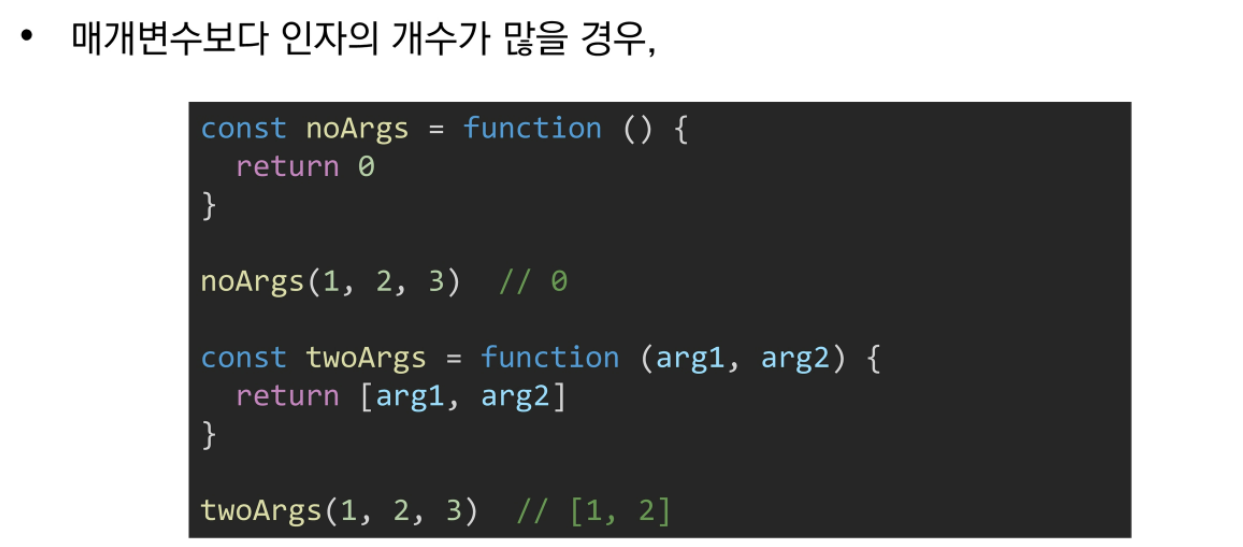 • 매개변수보다 인자의 개수가 많을 경우,
const noArgs = function () {
  return 0
}
noArgs(1, 2, 3)  // 0
const twoArgs = function (arg1, arg2) {
  return [arg1, arg2]
}
twoArgs(1, 2, 3)  // [1, 2]